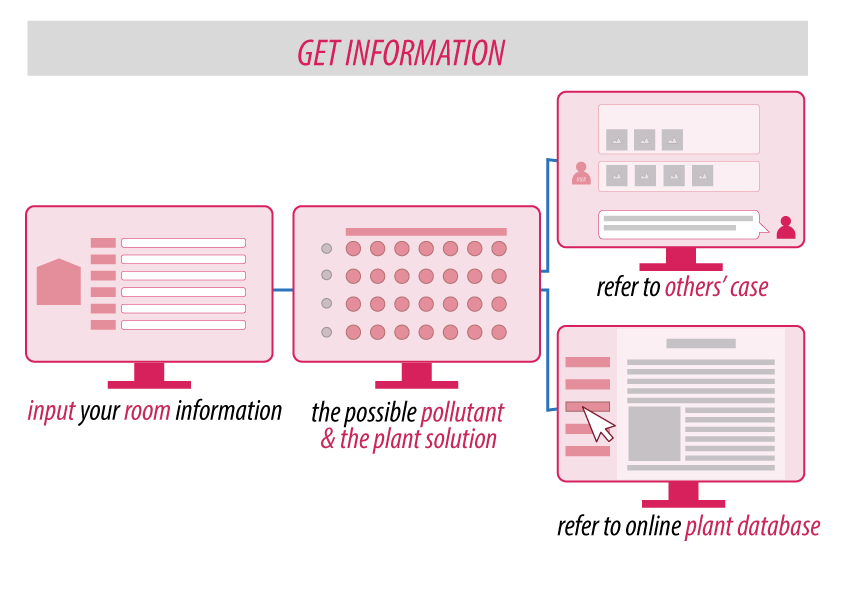 GET INFORMATION
input your room information
the possible pollutant
& the plant solution
refer to others' case
refer to online plant database